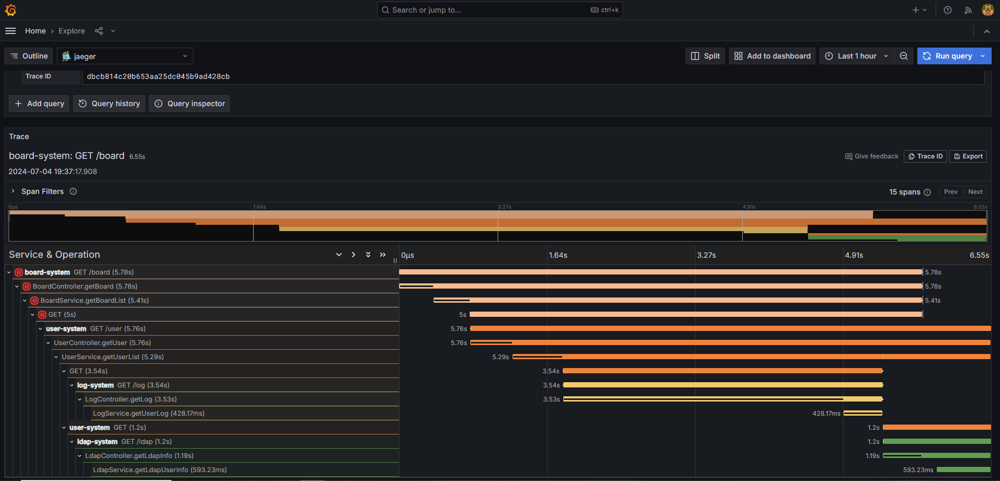 Search or jump to...
ctrl+k
Home › Explore
Outline
jaeger
Split
Add to dashboard
Last 1 hour
Run query
Trace ID
dbcb814c20b653aa25dc045b9ad428cb
+ Add query
Query history
Query inspector
Trace
board-system: GET /board 6.55s
Give feedback
Trace ID
Export
2024-07-04 19:37:17.908
Span Filters
15 spans
Prev
Next
0μs 1.64s 3.27s 4.91s 6.55s
Service & Operation
0μs 1.64s 3.27s 4.91s 6.55s
board-system GET /board (5.78s) 5.78s
BoardController.getBoard (5.78s) 5.78s
BoardService.getBoardList (5.41s) 5.41s
GET (5s) 5s
user-system GET /user (5.76s) 5.76s
UserController.getUser (5.76s) 5.76s
UserService.getUserList (5.29s) 5.29s
GET (3.54s) 3.54s
log-system GET /log (3.54s) 3.54s
LogController.getLog (3.53s) 3.53s
LogService.getUserLog (428.17ms) 428.17ms
user-system GET (1.2s) 1.2s
ldap-system GET /ldap (1.2s) 1.2s
LdapController.getLdapInfo (1.19s) 1.19s
LdapService.getLdapUserInfo (593.23ms) 593.23ms